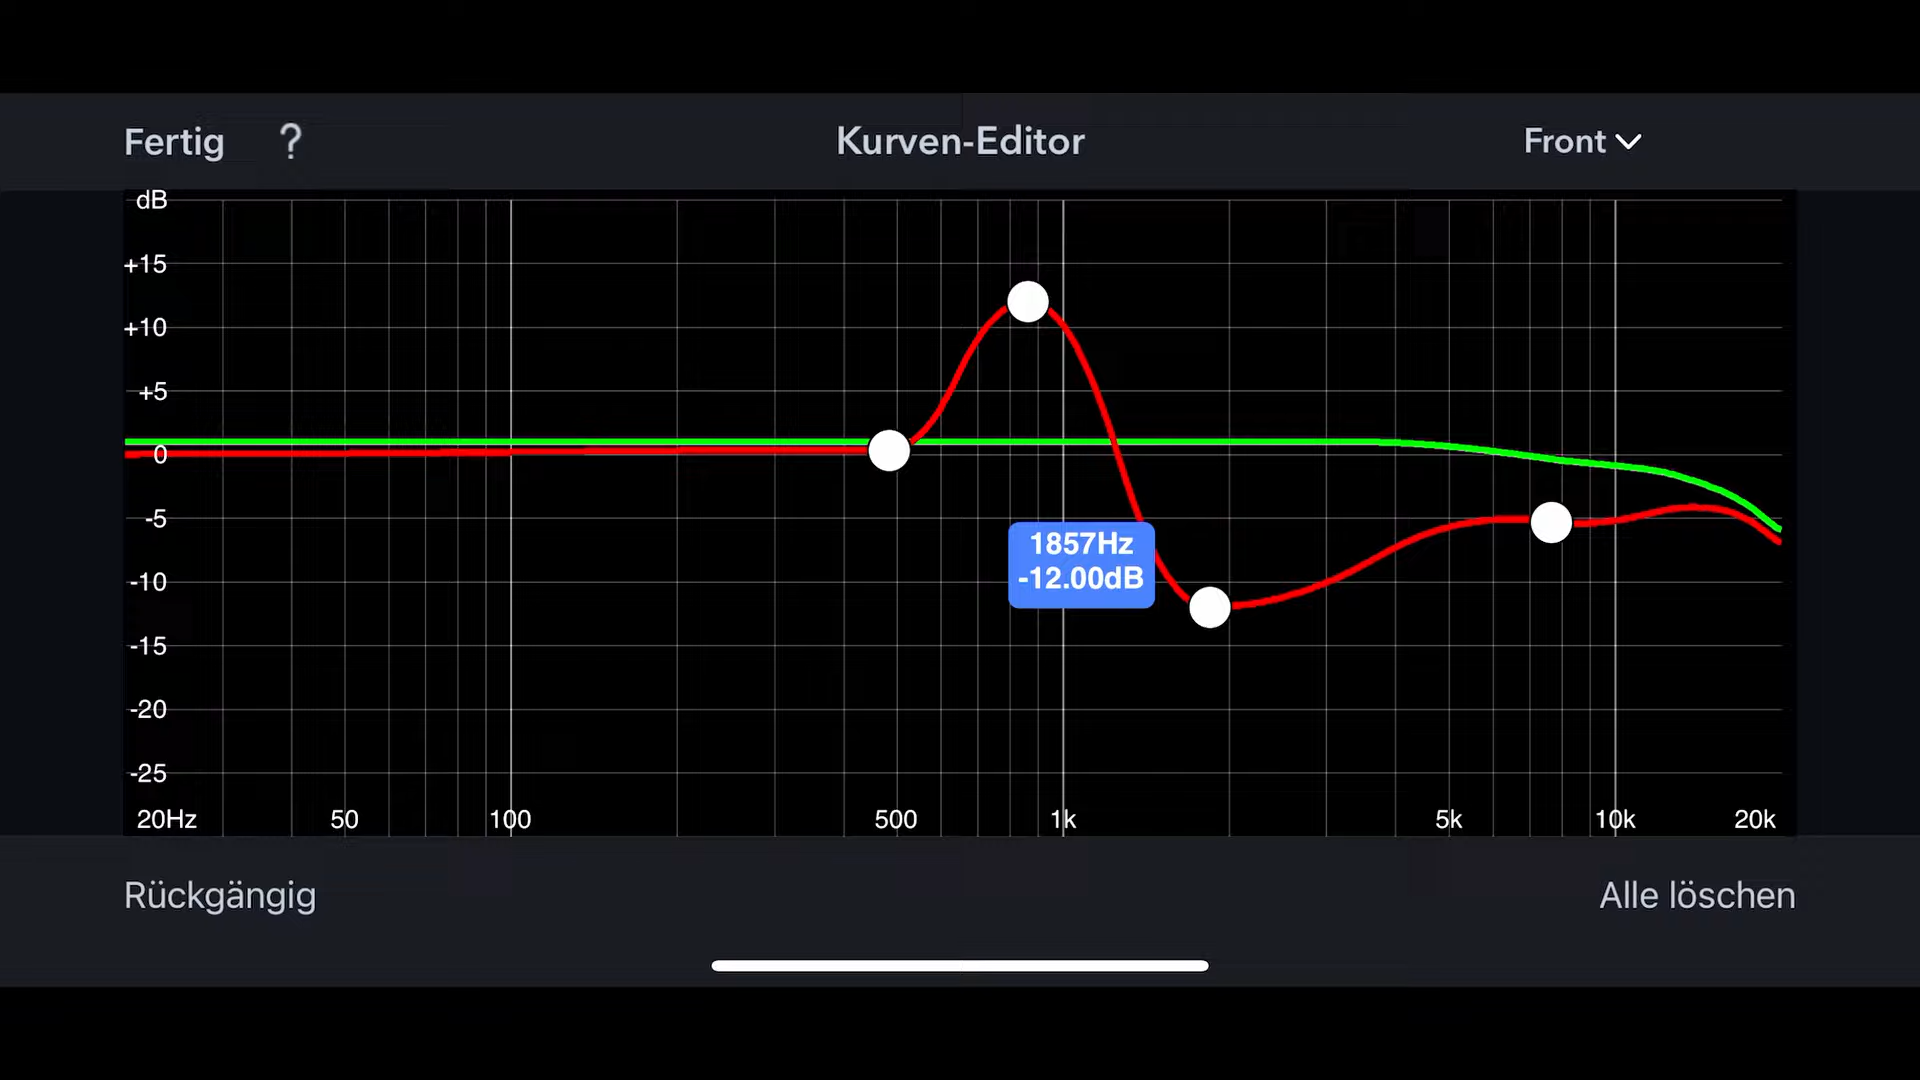 Fertig ? Kurven-Editor Front
dB
+15
+10
+5
0
-5
1857Hz
-12.00dB
-10
-15
-20
-25
20Hz 50 100 500 1k 5k 10k 20k
Rückgängig Alle löschen